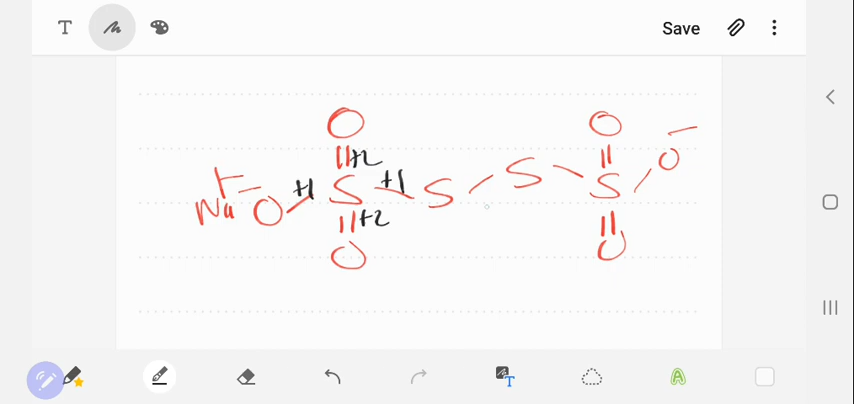 T Save
O O O⁻
+2
Na⁺ ⁻O +1 S +1 S S S
+2
O O
T
A